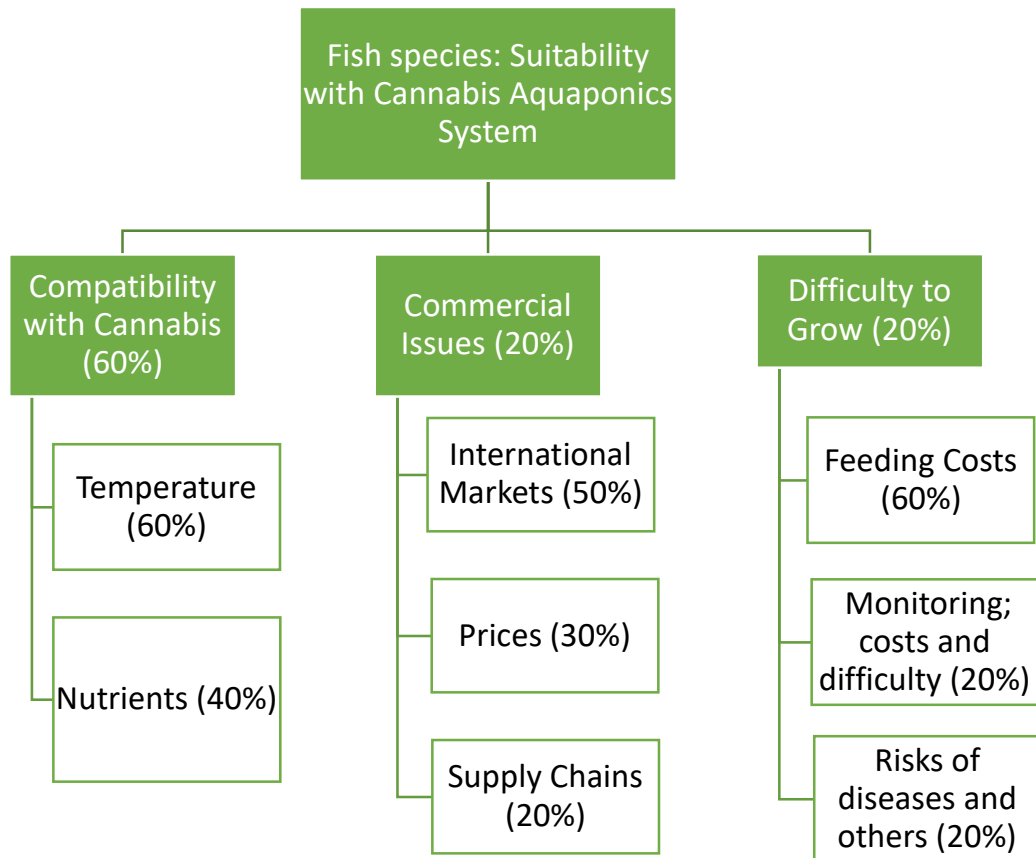 Fish species: Suitability
with Cannabis Aquaponics
System
Compatibility
with Cannabis
(60%)
Temperature
(60%)
Nutrients (40%)
Commercial
Issues (20%)
International
Markets (50%)
Prices (30%)
Supply Chains
(20%)
Difficulty to
Grow (20%)
Feeding Costs
(60%)
Monitoring;
costs and
difficulty (20%)
Risks of
diseases and
others (20%)